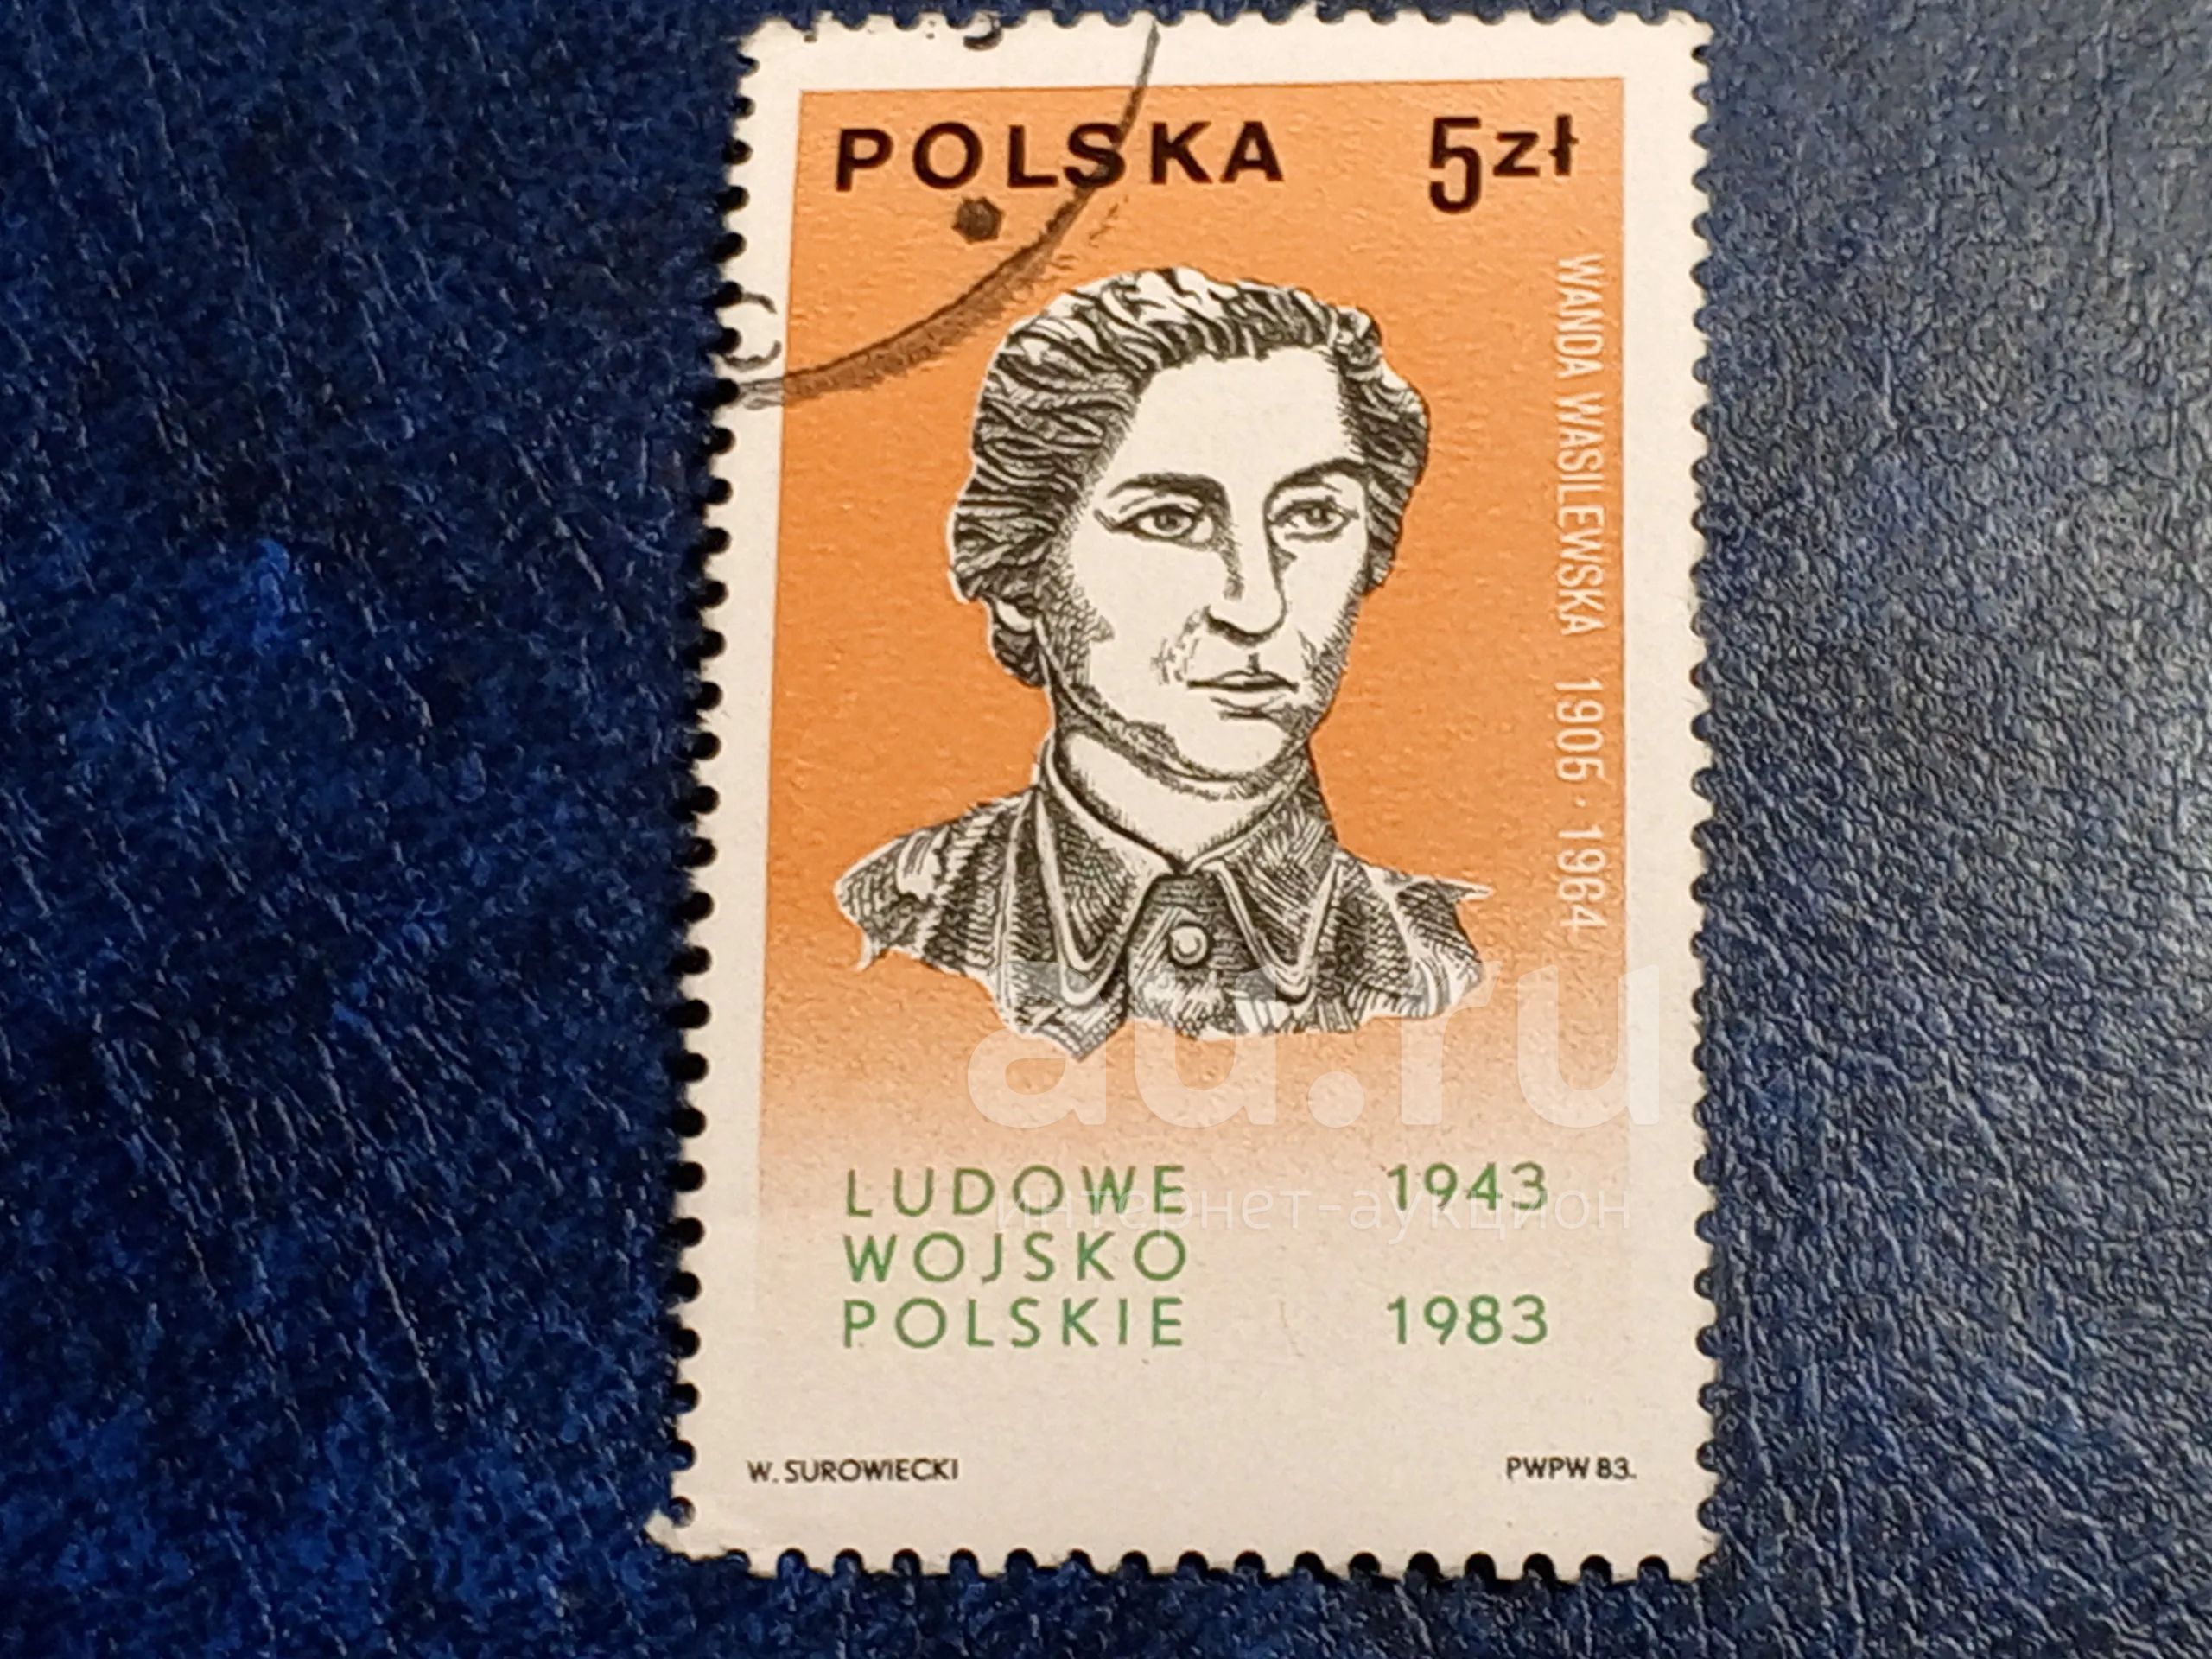 POLSKA 5zł
WANDA WASILEWSKA 1905 · 1964
au.ru
интернет-аукцион
LUDOWE 1943
WOJSKO
POLSKIE 1983
W. SUROWIECKI PWPW 83.